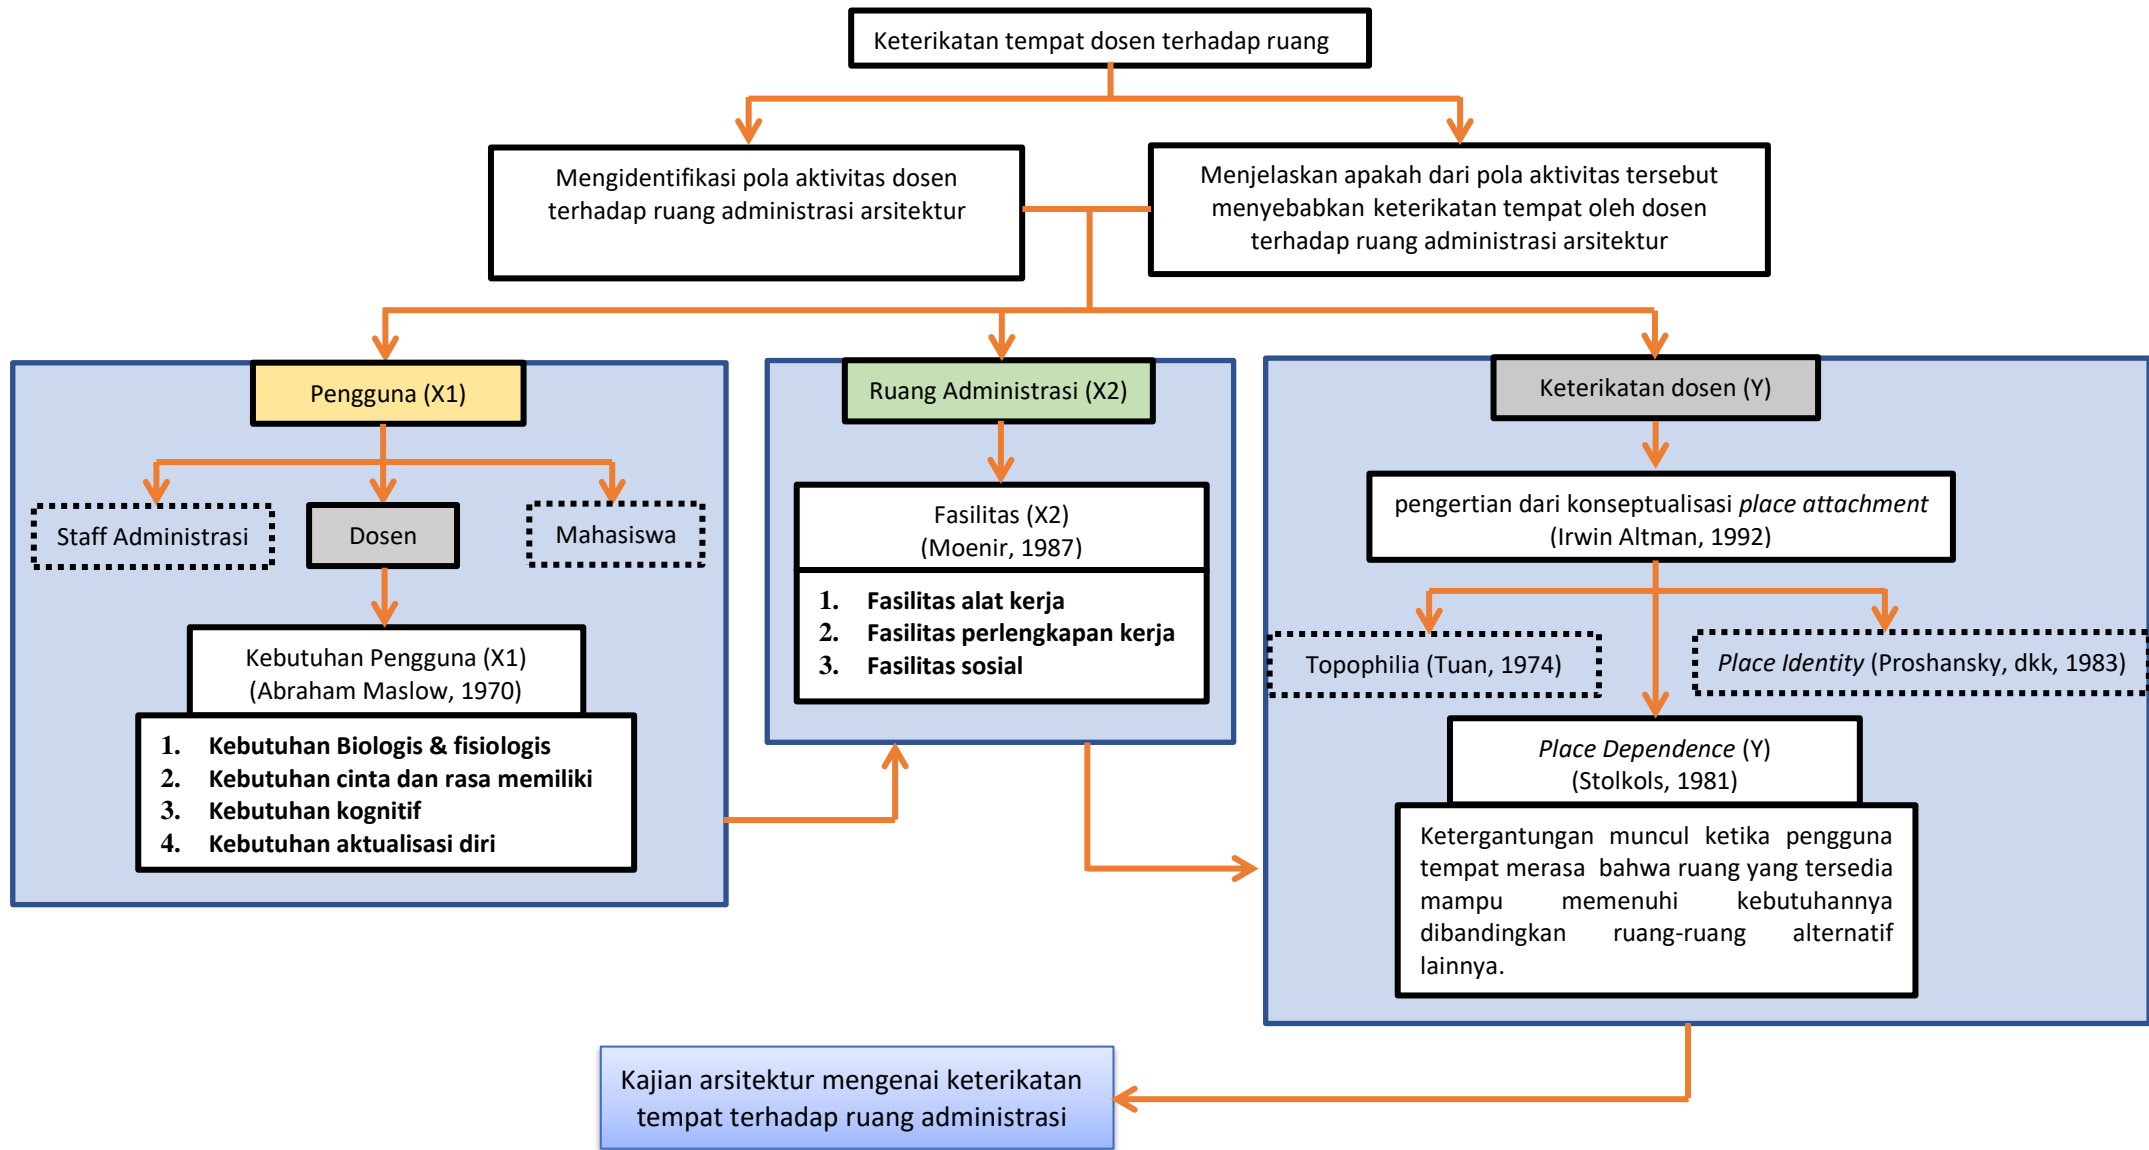 Keterikatan tempat dosen terhadap ruang
Mengidentifikasi pola aktivitas dosen
terhadap ruang administrasi arsitektur
Menjelaskan apakah dari pola aktivitas tersebut
menyebabkan keterikatan tempat oleh dosen
terhadap ruang administrasi arsitektur
Pengguna (X1)
Staff Administrasi
Dosen
Mahasiswa
Kebutuhan Pengguna (X1)
(Abraham Maslow, 1970)
1. Kebutuhan Biologis & fisiologis
2. Kebutuhan cinta dan rasa memiliki
3. Kebutuhan kognitif
4. Kebutuhan aktualisasi diri
Ruang Administrasi (X2)
Fasilitas (X2)
(Moenir, 1987)
1. Fasilitas alat kerja
2. Fasilitas perlengkapan kerja
3. Fasilitas sosial
Keterikatan dosen (Y)
pengertian dari konseptualisasi place attachment
(Irwin Altman, 1992)
Topophilia (Tuan, 1974)
Place Identity (Proshansky, dkk, 1983)
Place Dependence (Y)
(Stolkols, 1981)
Ketergantungan muncul ketika pengguna
tempat merasa bahwa ruang yang tersedia
mampu memenuhi kebutuhannya
dibandingkan ruang-ruang alternatif
lainnya.
Kajian arsitektur mengenai keterikatan
tempat terhadap ruang administrasi